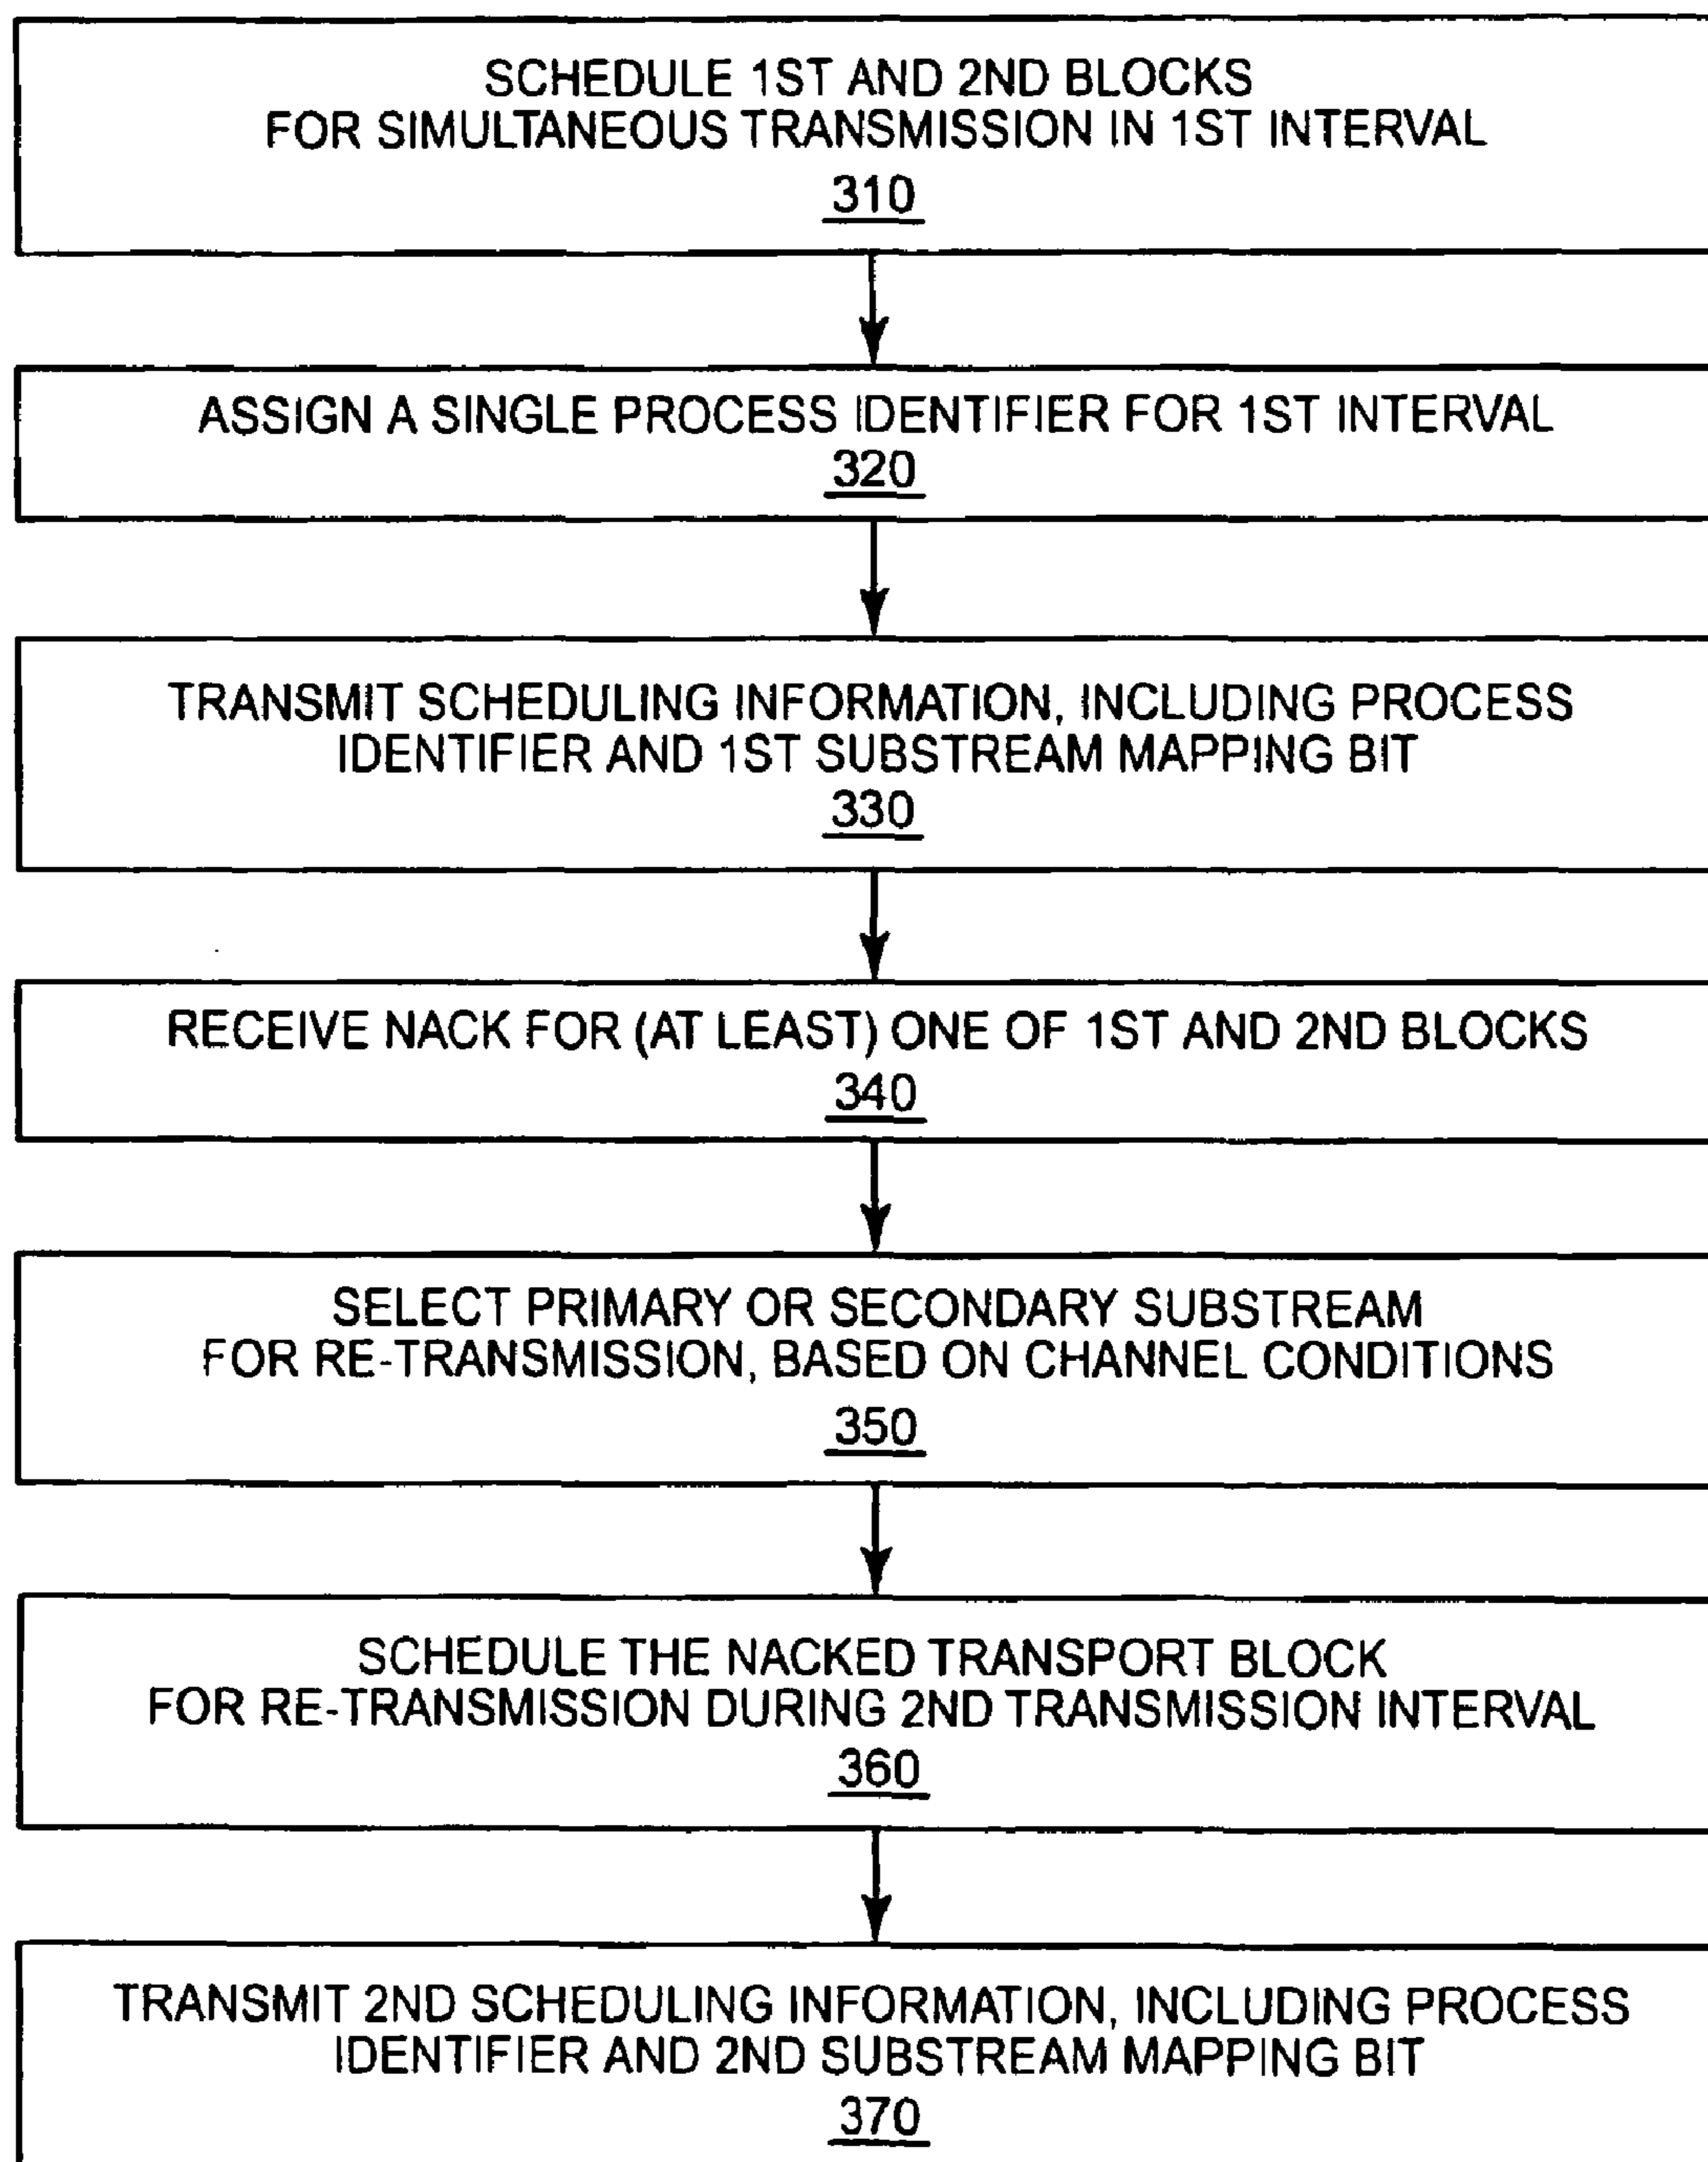 SCHEDULE 1ST AND 2ND BLOCKS
FOR SIMULTANEOUS TRANSMISSION IN 1ST INTERVAL
310
ASSIGN A SINGLE PROCESS IDENTIFIER FOR 1ST INTERVAL
320
TRANSMIT SCHEDULING INFORMATION, INCLUDING PROCESS
IDENTIFIER AND 1ST SUBSTREAM MAPPING BIT
330
RECEIVE NACK FOR (AT LEAST) ONE OF 1ST AND 2ND BLOCKS
340
SELECT PRIMARY OR SECONDARY SUBSTREAM
FOR RE-TRANSMISSION, BASED ON CHANNEL CONDITIONS
350
SCHEDULE THE NACKED TRANSPORT BLOCK
FOR RE-TRANSMISSION DURING 2ND TRANSMISSION INTERVAL
360
TRANSMIT 2ND SCHEDULING INFORMATION, INCLUDING PROCESS
IDENTIFIER AND 2ND SUBSTREAM MAPPING BIT
370